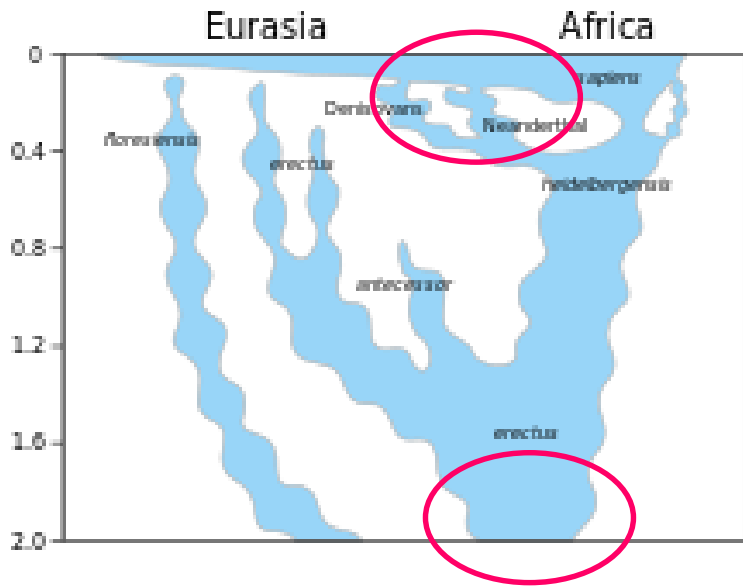 Eurasia Africa
0
sapiens
Denisovans
Neanderthal
floresiensis
0.4
erectus
heidelbergensis
0.8
antecessor
1.2
erectus
1.6
2.0